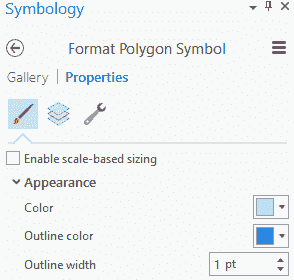 Symbology
Format Polygon Symbol
Gallery Properties
Enable scale-based sizing
Appearance
Color
Outline color
Outline width 1 pt